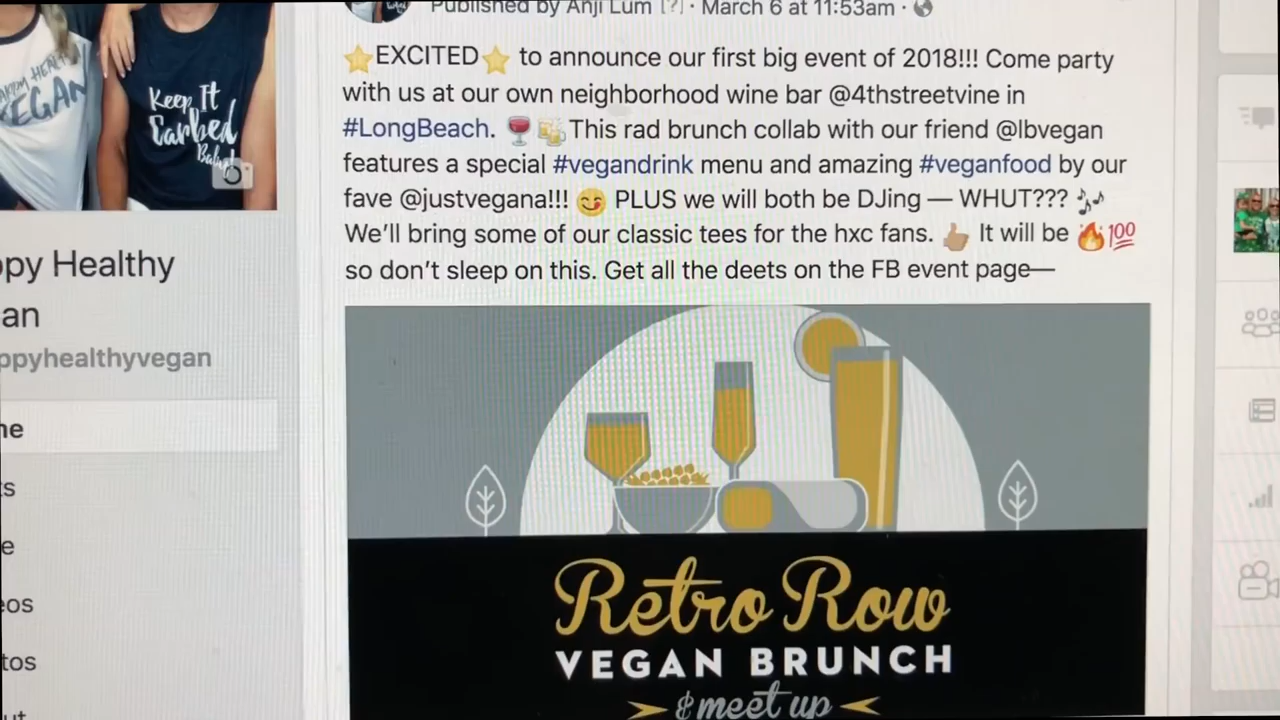 Published by Anji Lum [?] · March 6 at 11:53am ·
⭐EXCITED⭐ to announce our first big event of 2018!!! Come party
with us at our own neighborhood wine bar @4thstreetvine in
#LongBeach. 🍷🍻This rad brunch collab with our friend @lbvegan
features a special #vegandrink menu and amazing #veganfood by our
fave @justvegana!!! 😋 PLUS we will both be DJing — WHUT??? 🎶
We'll bring some of our classic tees for the hxc fans. 👍🏼 It will be 🔥💯
so don't sleep on this. Get all the deets on the FB event page—
Retro Row
VEGAN BRUNCH
& meet up
Keep It
Carbed
Baby!
VEGAN
ppy Healthy
an
ppyhealthyvegan
me
ts
e
eos
tos
ut